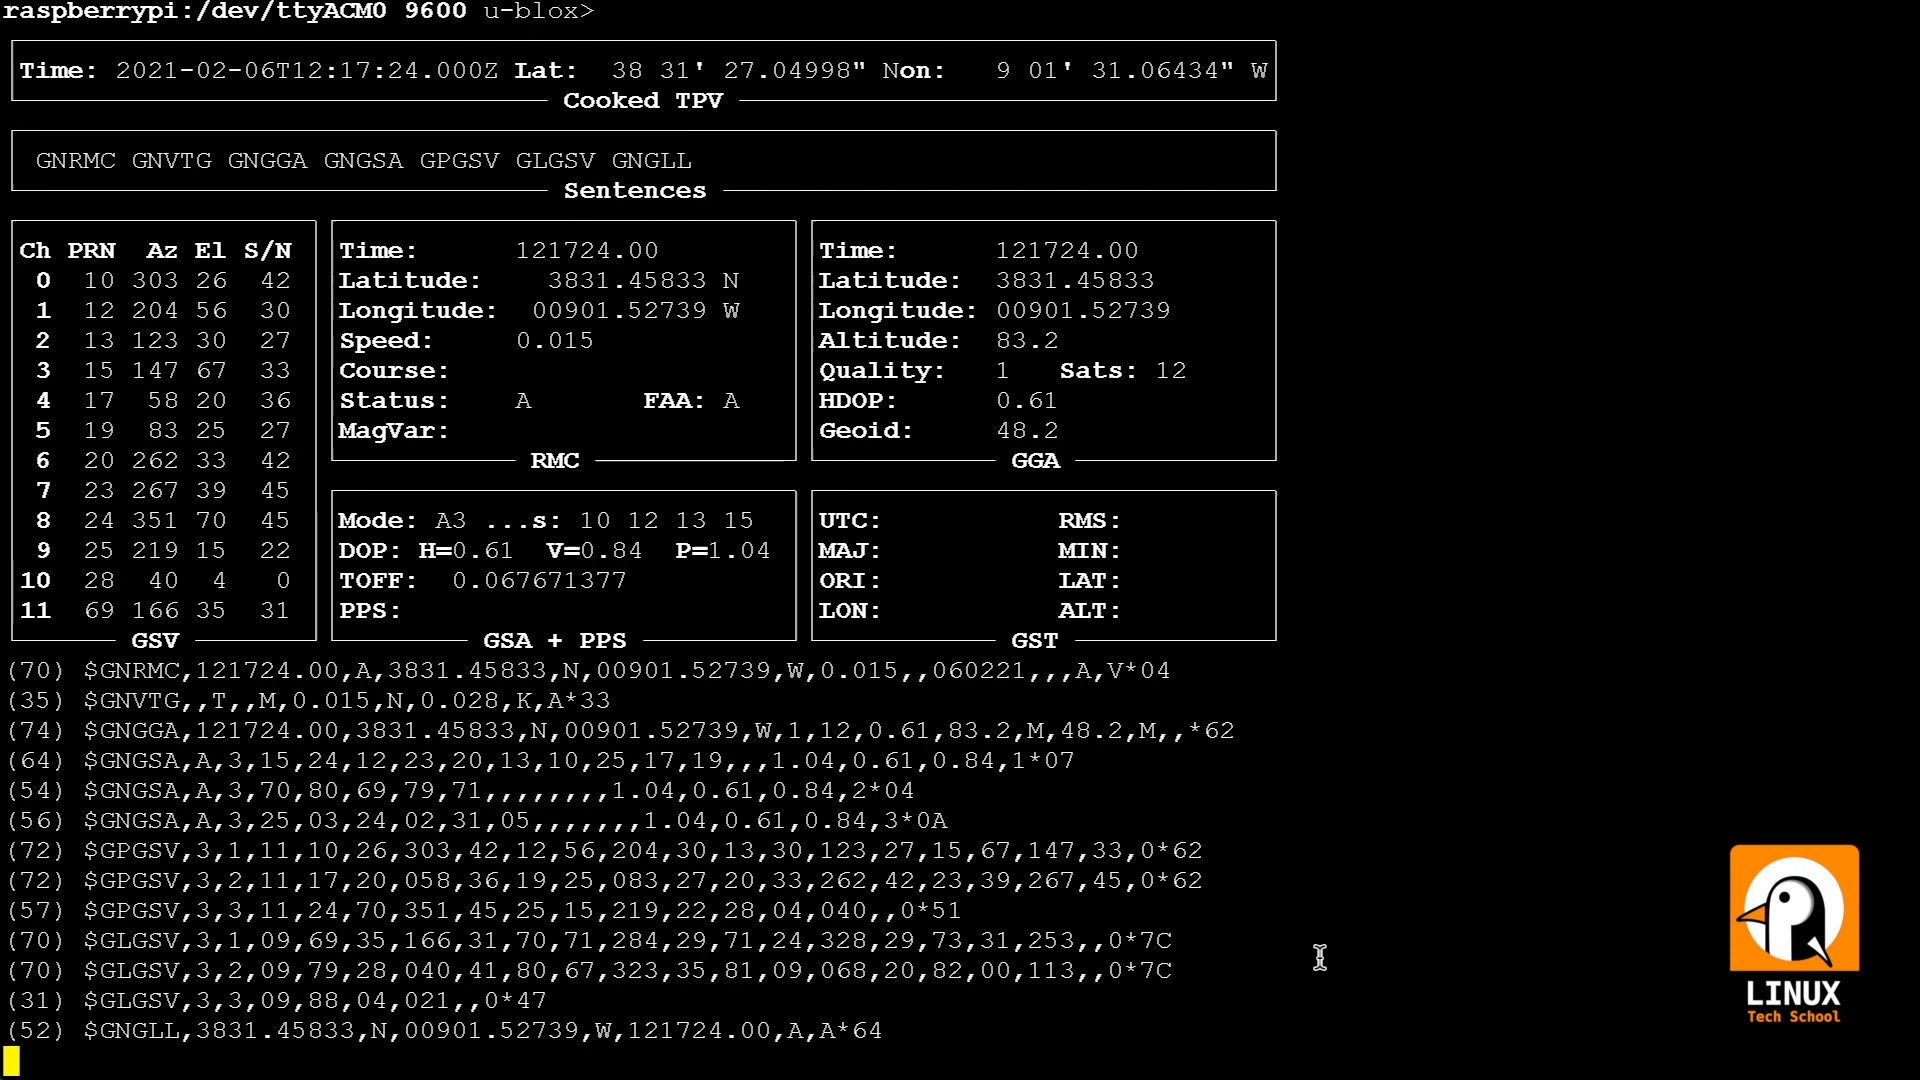 raspberrypi:/dev/ttyACM0 9600 u-blox>
Time: 2021-02-06T12:17:24.000Z Lat: 38 31' 27.04998" Non: 9 01' 31.06434" W
Cooked TPV
GNRMC GNVTG GNGGA GNGSA GPGSV GLGSV GNGLL
Sentences
Ch PRN Az El S/N
0 10 303 26 42
1 12 204 56 30
2 13 123 30 27
3 15 147 67 33
4 17 58 20 36
5 19 83 25 27
6 20 262 33 42
7 23 267 39 45
8 24 351 70 45
9 25 219 15 22
10 28 40 4 0
11 69 166 35 31
GSV
Time: 121724.00
Latitude: 3831.45833 N
Longitude: 00901.52739 W
Speed: 0.015
Course:
Status: A FAA: A
MagVar:
RMC
Time: 121724.00
Latitude: 3831.45833
Longitude: 00901.52739
Altitude: 83.2
Quality: 1 Sats: 12
HDOP: 0.61
Geoid: 48.2
GGA
Mode: A3 ...s: 10 12 13 15
DOP: H=0.61 V=0.84 P=1.04
TOFF: 0.067671377
PPS:
GSA + PPS
UTC: RMS:
MAJ: MIN:
ORI: LAT:
LON: ALT:
GST
(70) $GNRMC,121724.00,A,3831.45833,N,00901.52739,W,0.015,,060221,,,A,V*04
(35) $GNVTG,,T,,M,0.015,N,0.028,K,A*33
(74) $GNGGA,121724.00,3831.45833,N,00901.52739,W,1,12,0.61,83.2,M,48.2,M,,*62
(64) $GNGSA,A,3,15,24,12,23,20,13,10,25,17,19,,,1.04,0.61,0.84,1*07
(54) $GNGSA,A,3,70,80,69,79,71,,,,,,,,1.04,0.61,0.84,2*04
(56) $GNGSA,A,3,25,03,24,02,31,05,,,,,,,1.04,0.61,0.84,3*0A
(72) $GPGSV,3,1,11,10,26,303,42,12,56,204,30,13,30,123,27,15,67,147,33,0*62
(72) $GPGSV,3,2,11,17,20,058,36,19,25,083,27,20,33,262,42,23,39,267,45,0*62
(57) $GPGSV,3,3,11,24,70,351,45,25,15,219,22,28,04,040,,0*51
(70) $GLGSV,3,1,09,69,35,166,31,70,71,284,29,71,24,328,29,73,31,253,,0*7C
(70) $GLGSV,3,2,09,79,28,040,41,80,67,323,35,81,09,068,20,82,00,113,,0*7C
(31) $GLGSV,3,3,09,88,04,021,,0*47
(52) $GNGLL,3831.45833,N,00901.52739,W,121724.00,A,A*64
LINUX
Tech School